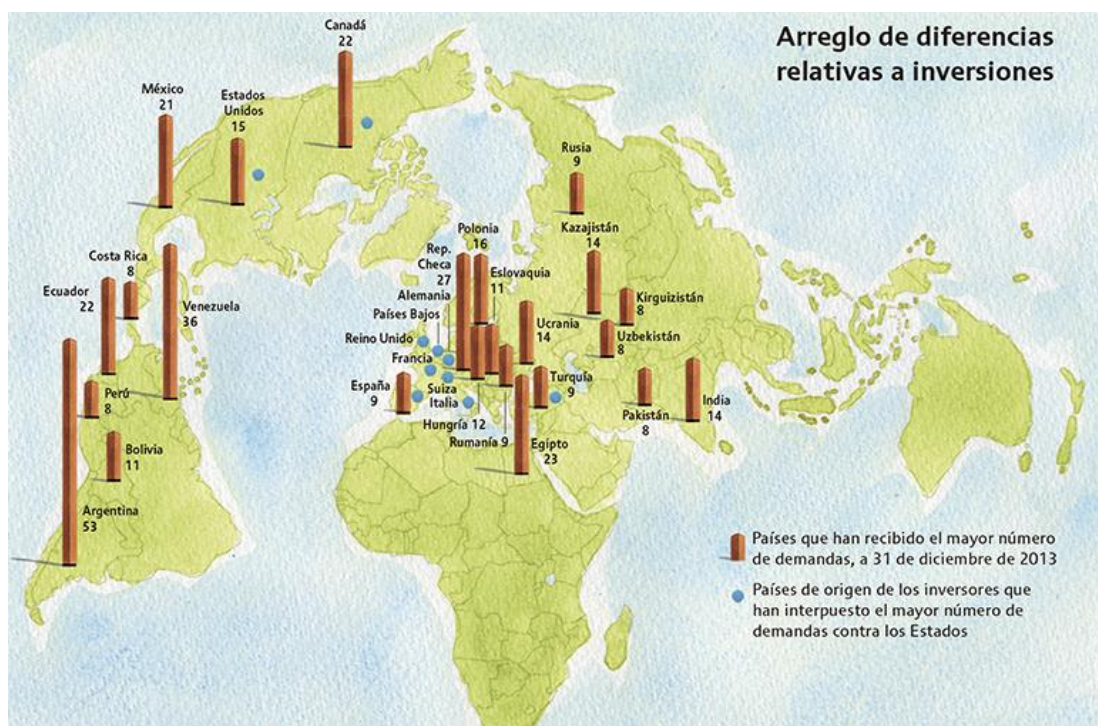 Arreglo de diferencias
relativas a inversiones
Canadá
22
México
21
Estados
Unidos
15
Rusia
9
Kazajistán
14
Polonia
16
Rep.
Checa
27
Eslovaquia
11
Costa Rica
8
Ecuador
22
Venezuela
36
Alemania
Países Bajos
Reino Unido
Francia
Kirguizistán
8
Ucrania
14
Uzbekistán
8
España
9
Suiza
Italia
Turquía
9
Perú
8
Pakistán
8
India
14
Hungría 12
Rumanía 9
Egipto
23
Bolivia
11
Argentina
53
Países que han recibido el mayor número
de demandas, a 31 de diciembre de 2013
Países de origen de los inversores que
han interpuesto el mayor número de
demandas contra los Estados